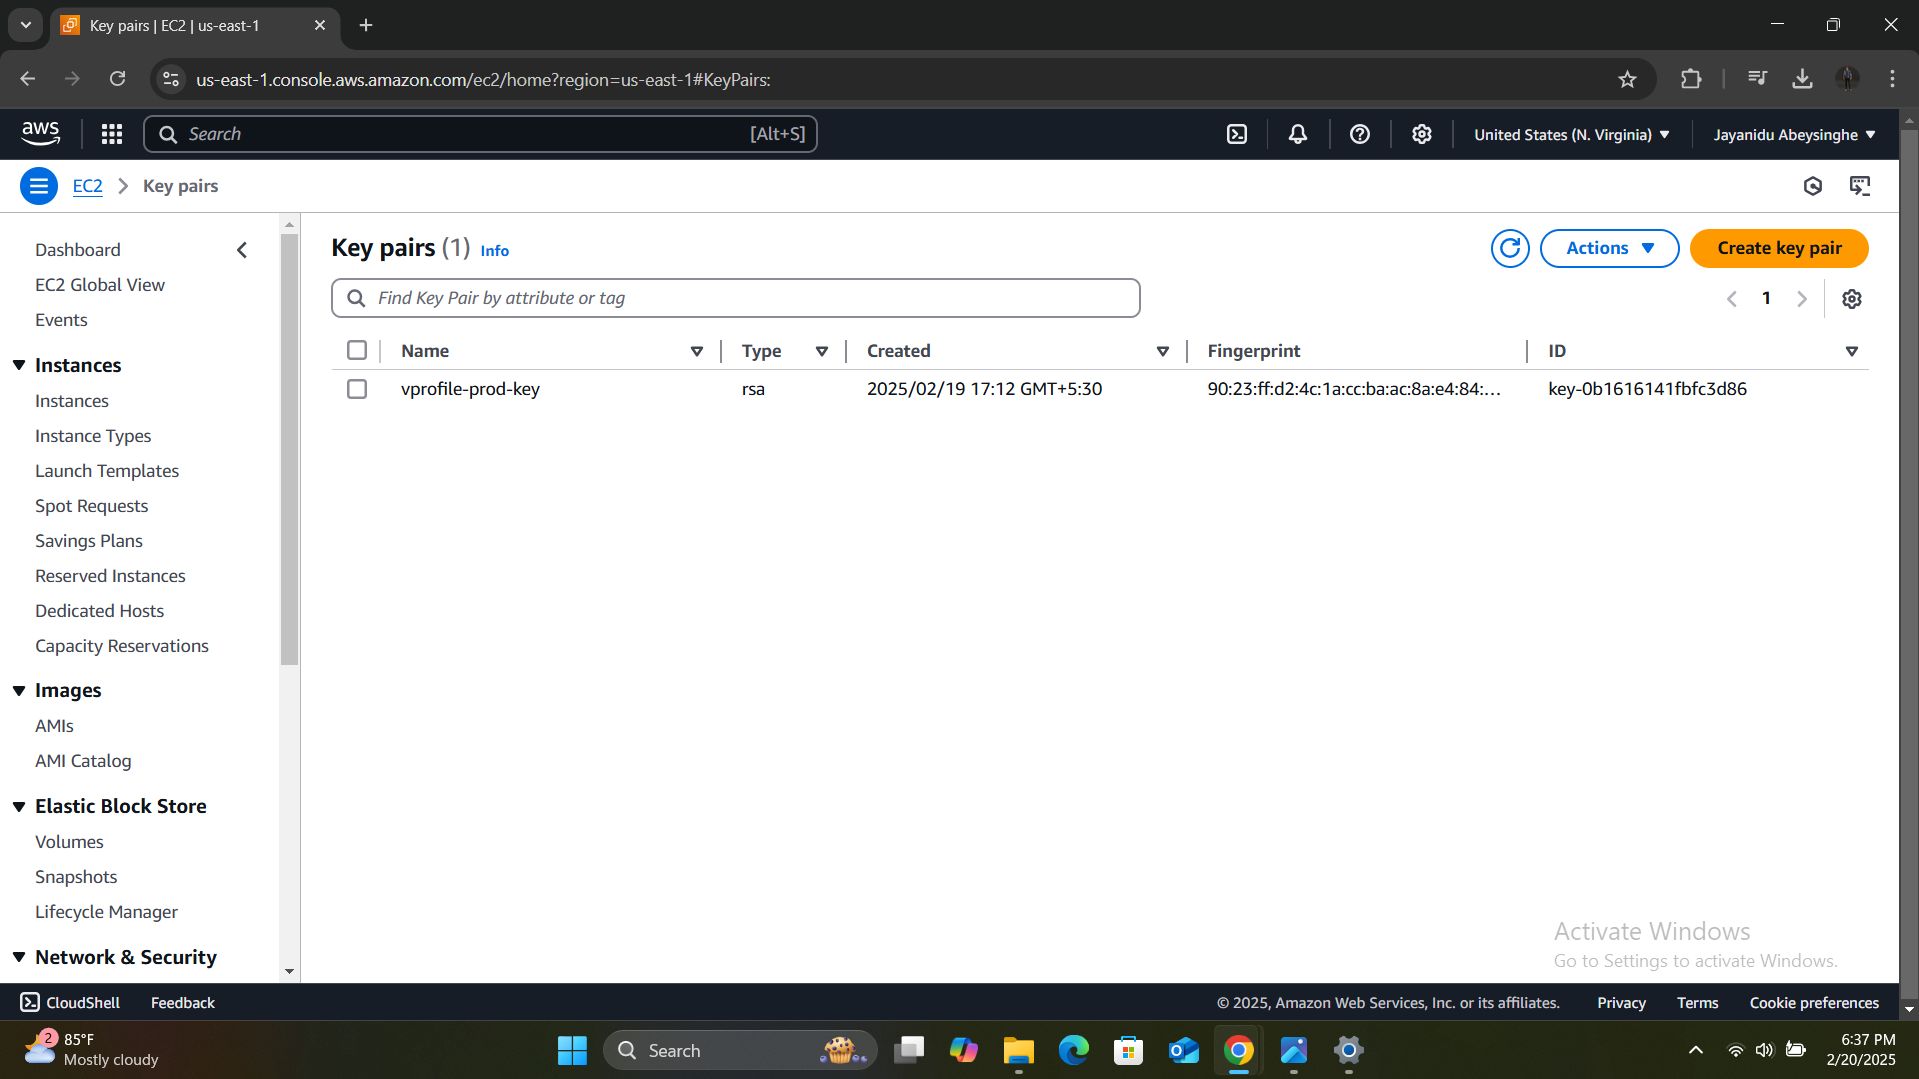 Key pairs | EC2 | us-east-1
us-east-1.console.aws.amazon.com/ec2/home?region=us-east-1#KeyPairs:
aws
Search [Alt+S]
United States (N. Virginia)
Jayanidu Abeysinghe
EC2
Key pairs
Dashboard
EC2 Global View
Events
Instances
Instances
Instance Types
Launch Templates
Spot Requests
Savings Plans
Reserved Instances
Dedicated Hosts
Capacity Reservations
Images
AMIs
AMI Catalog
Elastic Block Store
Volumes
Snapshots
Lifecycle Manager
Network & Security
Key pairs (1) Info
Actions
Create key pair
Find Key Pair by attribute or tag
1
Name Type Created Fingerprint ID
vprofile-prod-key rsa 2025/02/19 17:12 GMT+5:30 90:23:ff:d2:4c:1a:cc:ba:ac:8a:e4:84:... key-0b1616141fbfc3d86
Activate Windows
Go to Settings to activate Windows.
CloudShell Feedback
© 2025, Amazon Web Services, Inc. or its affiliates. Privacy Terms Cookie preferences
2
85°F
Mostly cloudy
Search
6:37 PM
2/20/2025